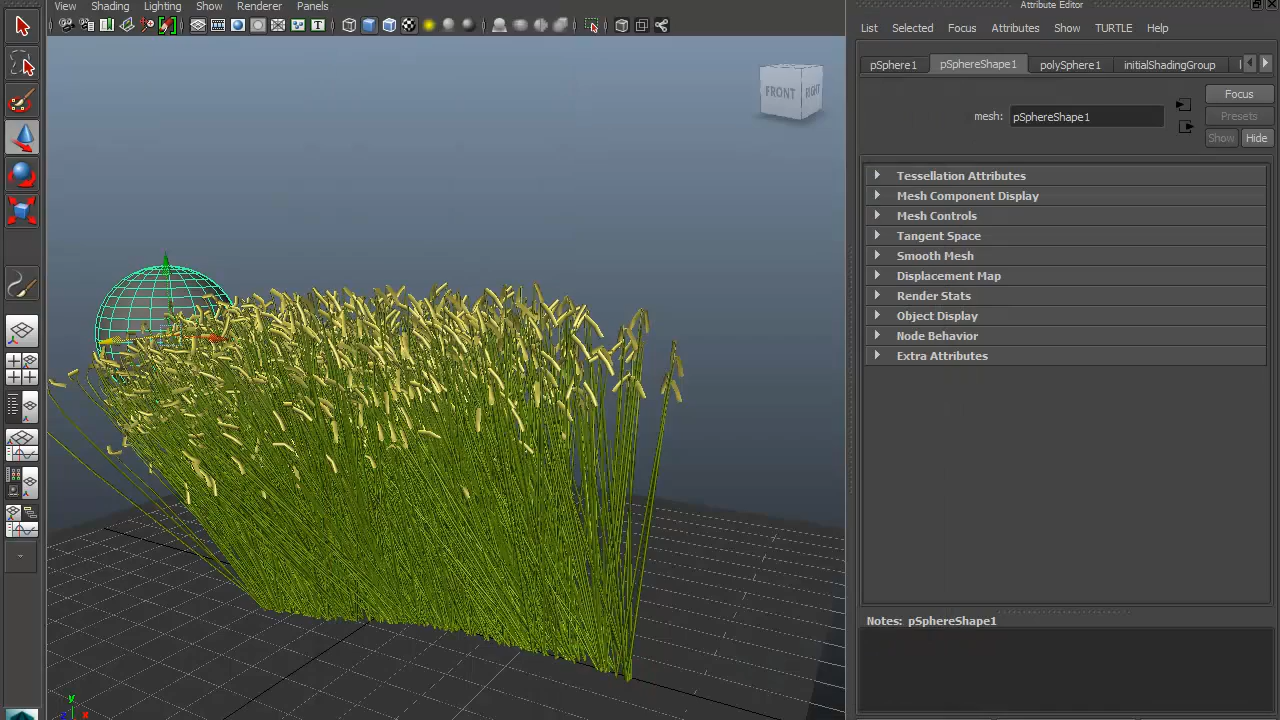 View Shading Lighting Show Renderer Panels
FRONT RIGHT
y
x
Attribute Editor
List Selected Focus Attributes Show TURTLE Help
pSphere1 pSphereShape1 polySphere1 initialShadingGroup
mesh: pSphereShape1
Focus
Presets
Show Hide
Tessellation Attributes
Mesh Component Display
Mesh Controls
Tangent Space
Smooth Mesh
Displacement Map
Render Stats
Object Display
Node Behavior
Extra Attributes
Notes: pSphereShape1